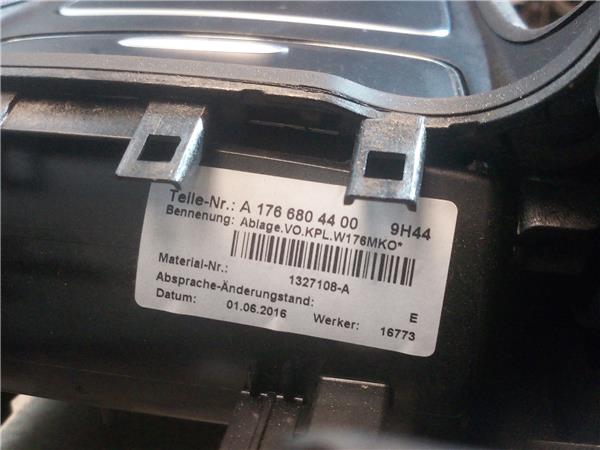 Teile-Nr.: A 176 680 44 00 9H44
Bennenung: Ablage.VO.KPL.W176MKO*
Material-Nr.: 1327108-A
Absprache-Änderungstand: E
Datum: 01.06.2016 Werker: 16773